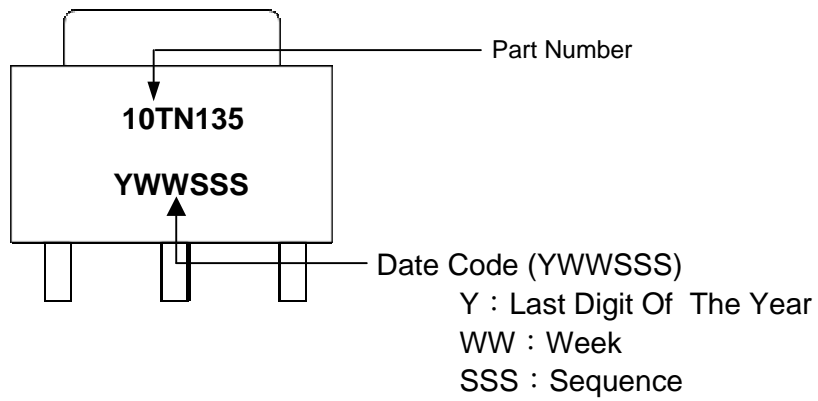 Part Number
10TN135
YWWSSS
Date Code (YWWSSS)
Y：Last Digit Of The Year
WW：Week
SSS：Sequence